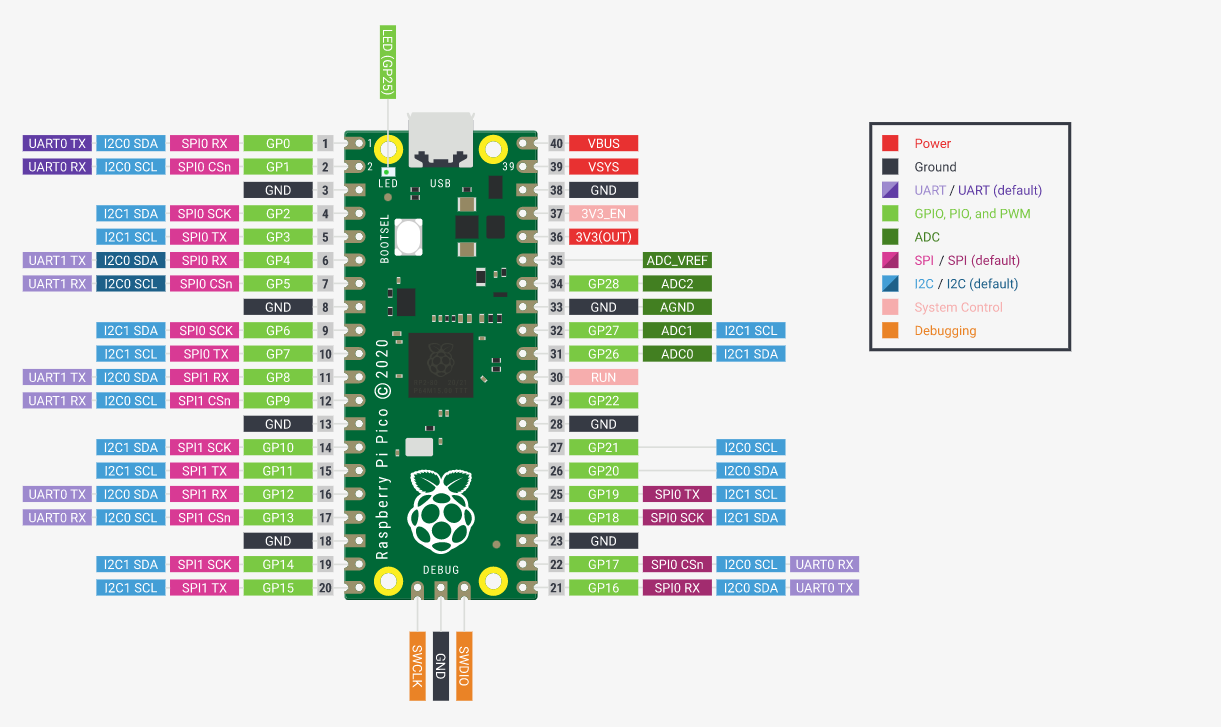 LED (GP25)
UART0 TX I2C0 SDA SPI0 RX GP0 1 1 40 VBUS
UART0 RX I2C0 SCL SPI0 CSn GP1 2 2 39 39 VSYS
GND 3 LED USB 38 GND
I2C1 SDA SPI0 SCK GP2 4 37 3V3_EN
I2C1 SCL SPI0 TX GP3 5 BOOTSEL 36 3V3(OUT)
UART1 TX I2C0 SDA SPI0 RX GP4 6 35 ADC_VREF
UART1 RX I2C0 SCL SPI0 CSn GP5 7 34 GP28 ADC2
GND 8 33 GND AGND
I2C1 SDA SPI0 SCK GP6 9 32 GP27 ADC1 I2C1 SCL
I2C1 SCL SPI0 TX GP7 10 31 GP26 ADC0 I2C1 SDA
UART1 TX I2C0 SDA SPI1 RX GP8 11 30 RUN
UART1 RX I2C0 SCL SPI1 CSn GP9 12 29 GP22
GND 13 28 GND
I2C1 SDA SPI1 SCK GP10 14 27 GP21 I2C0 SCL
I2C1 SCL SPI1 TX GP11 15 26 GP20 I2C0 SDA
UART0 TX I2C0 SDA SPI1 RX GP12 16 25 GP19 SPI0 TX I2C1 SCL
UART0 RX I2C0 SCL SPI1 CSn GP13 17 24 GP18 SPI0 SCK I2C1 SDA
GND 18 23 GND
I2C1 SDA SPI1 SCK GP14 19 22 GP17 SPI0 CSn I2C0 SCL UART0 RX
I2C1 SCL SPI1 TX GP15 20 21 GP16 SPI0 RX I2C0 SDA UART0 TX
Raspberry Pi Pico © 2020
DEBUG
SWCLK GND SWDIO
Power
Ground
UART / UART (default)
GPIO, PIO, and PWM
ADC
SPI / SPI (default)
I2C / I2C (default)
System Control
Debugging